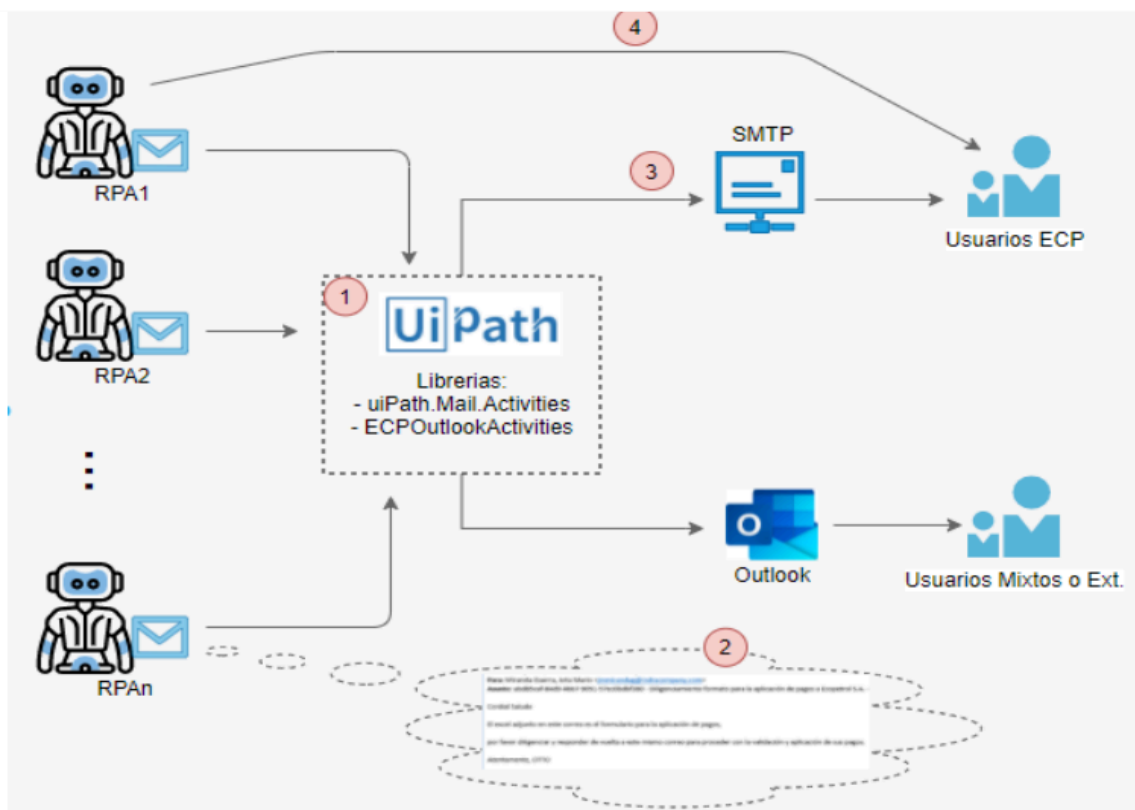 4
SMTP
3
RPA1
Usuarios ECP
1
UiPath
Librerias:
- uiPath.Mail.Activities
- ECPOutlookActivities
RPA2
Outlook
Usuarios Mixtos o Ext.
RPAn
2
Cordial Saludo
El excel adjunto en este correo es el formulario para la aplicación de pagos,
por favor diligenciar y responder de vuelta a este mismo correo para proceder con la validación y aplicación de sus pagos.